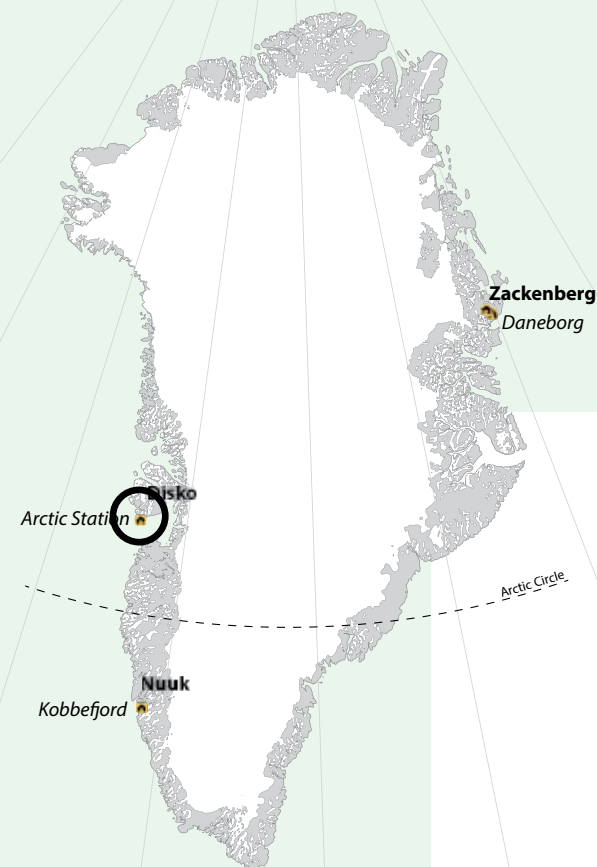 Zackenberg
Daneborg
Disko
Arctic Station
Arctic Circle
Nuuk
Kobbefjord